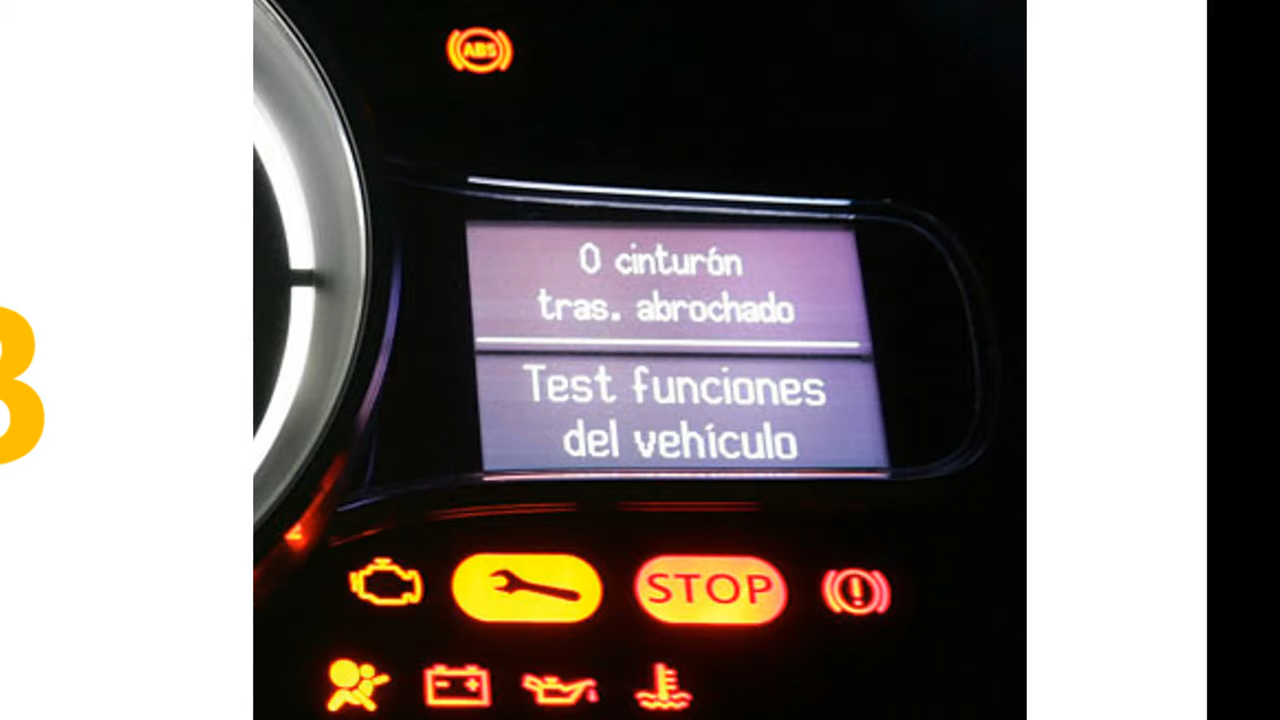 ABS
0 cinturón
tras. abrochado
Test funciones
del vehículo
STOP